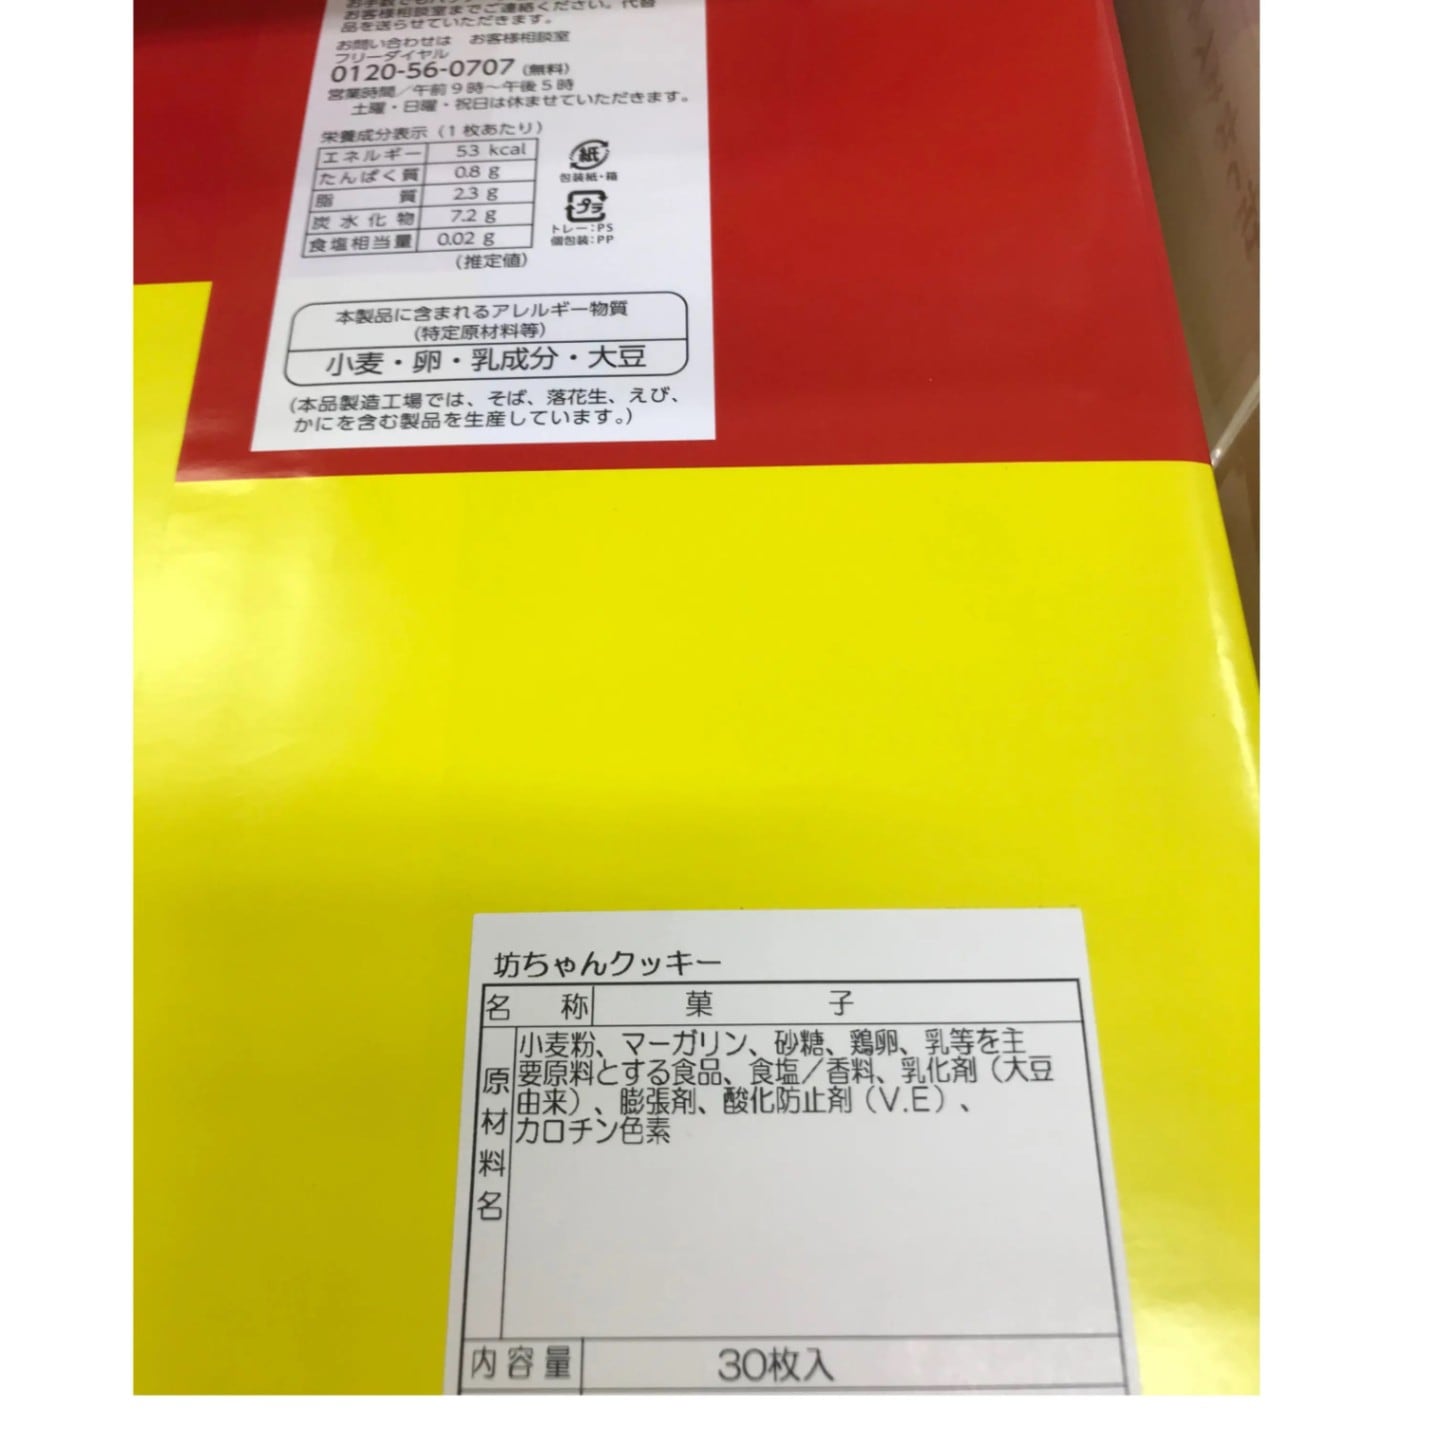 お客様相談室までご連絡ください。代替
品を送らせていただきます。
お問い合わせは お客様相談室
フリーダイヤル
0120-56-0707(無料)
営業時間/午前9時〜午後5時
土曜・日曜・祝日は休ませていただきます。
栄養成分表示(1枚あたり)
エネルギー 53 kcal
たんぱく質 0.8 g
脂質 2.3 g
炭水化物 7.2 g
食塩相当量 0.02 g
(推定値)
紙
包装紙・箱
プラ
トレー:PS
個包装:PP
本製品に含まれるアレルギー物質
(特定原材料等)
小麦・卵・乳成分・大豆
(本品製造工場では、そば、落花生、えび、
かにを含む製品を生産しています。)
坊ちゃんクッキー
名称 菓子
原材料名
小麦粉、マーガリン、砂糖、鶏卵、乳等を主
要原料とする食品、食塩/香料、乳化剤(大豆
由来)、膨張剤、酸化防止剤(V.E)、
カロチン色素
内容量 30枚入